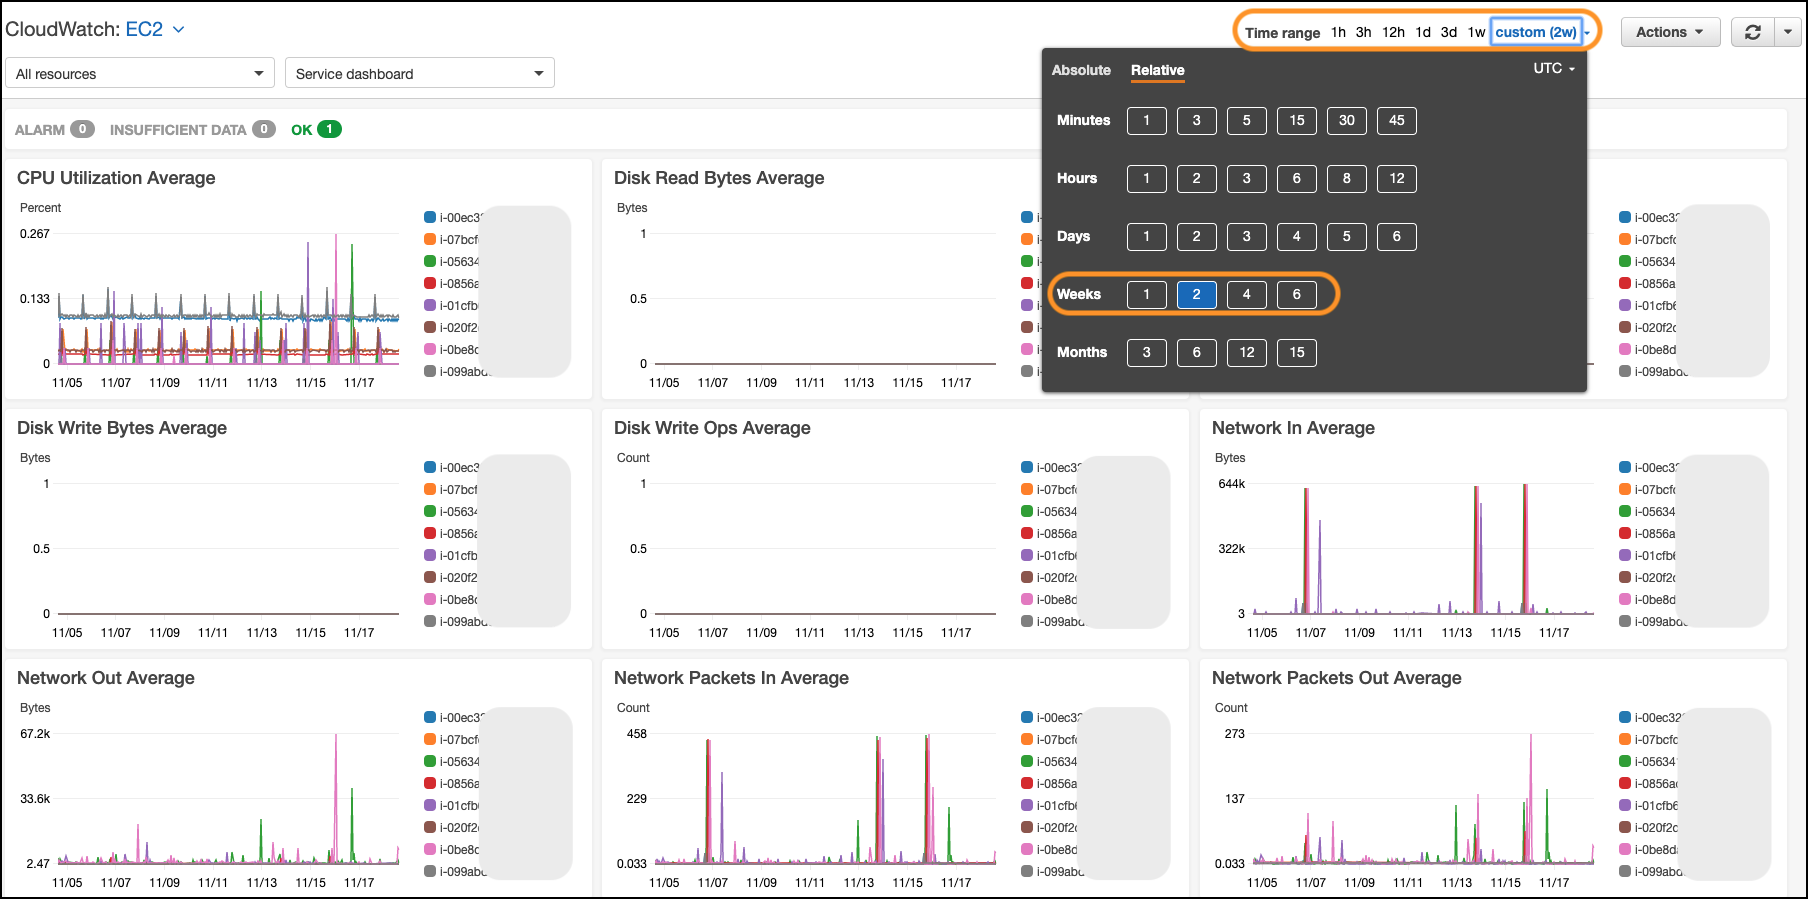 CloudWatch: EC2
Time range 1h 3h 12h 1d 3d 1w custom (2w)
Actions
All resources
Service dashboard
Absolute Relative UTC
Minutes 1 3 5 15 30 45
Hours 1 2 3 6 8 12
Days 1 2 3 4 5 6
Weeks 1 2 4 6
Months 3 6 12 15
ALARM 0 INSUFFICIENT DATA 0 OK 1
CPU Utilization Average
Percent
0.267
0.133
0
11/05 11/07 11/09 11/11 11/13 11/15 11/17
i-00ec3
i-07bcf
i-05634
i-0856a
i-01cfb
i-020f2
i-0be8d
i-099abd
Disk Read Bytes Average
Bytes
1
0.5
0
11/05 11/07 11/09 11/11 11/13 11/15 11/17
i-00ec32
i-07bcfc
i-05634
i-0856a
i-01cfb6
i-020f2c
i-0be8d
i-099abd
Disk Write Bytes Average
Bytes
1
0.5
0
11/05 11/07 11/09 11/11 11/13 11/15 11/17
i-00ec3
i-07bcf
i-05634
i-0856a
i-01cfb
i-020f2
i-0be8d
i-099abd
Disk Write Ops Average
Count
1
0.5
0
11/05 11/07 11/09 11/11 11/13 11/15 11/17
i-00ec3
i-07bcf
i-05634
i-0856a
i-01cfb
i-020f2
i-0be8d
i-099abd
Network In Average
Bytes
644k
322k
3
11/05 11/07 11/09 11/11 11/13 11/15 11/17
i-00ec32
i-07bcfc
i-05634
i-0856a
i-01cfb6
i-020f2c
i-0be8d
i-099abd
Network Out Average
Bytes
67.2k
33.6k
2.47
11/05 11/07 11/09 11/11 11/13 11/15 11/17
i-00ec3
i-07bcf
i-05634
i-0856a
i-01cfb
i-020f2
i-0be8d
i-099abd
Network Packets In Average
Count
458
229
0.033
11/05 11/07 11/09 11/11 11/13 11/15 11/17
i-00ec32
i-07bcf
i-05634
i-0856a
i-01cfb
i-020f2
i-0be8d
i-099abd
Network Packets Out Average
Count
273
137
0.033
11/05 11/07 11/09 11/11 11/13 11/15 11/17
i-00ec32
i-07bcfc
i-05634
i-0856a
i-01cfb6
i-020f2c
i-0be8d
i-099abd